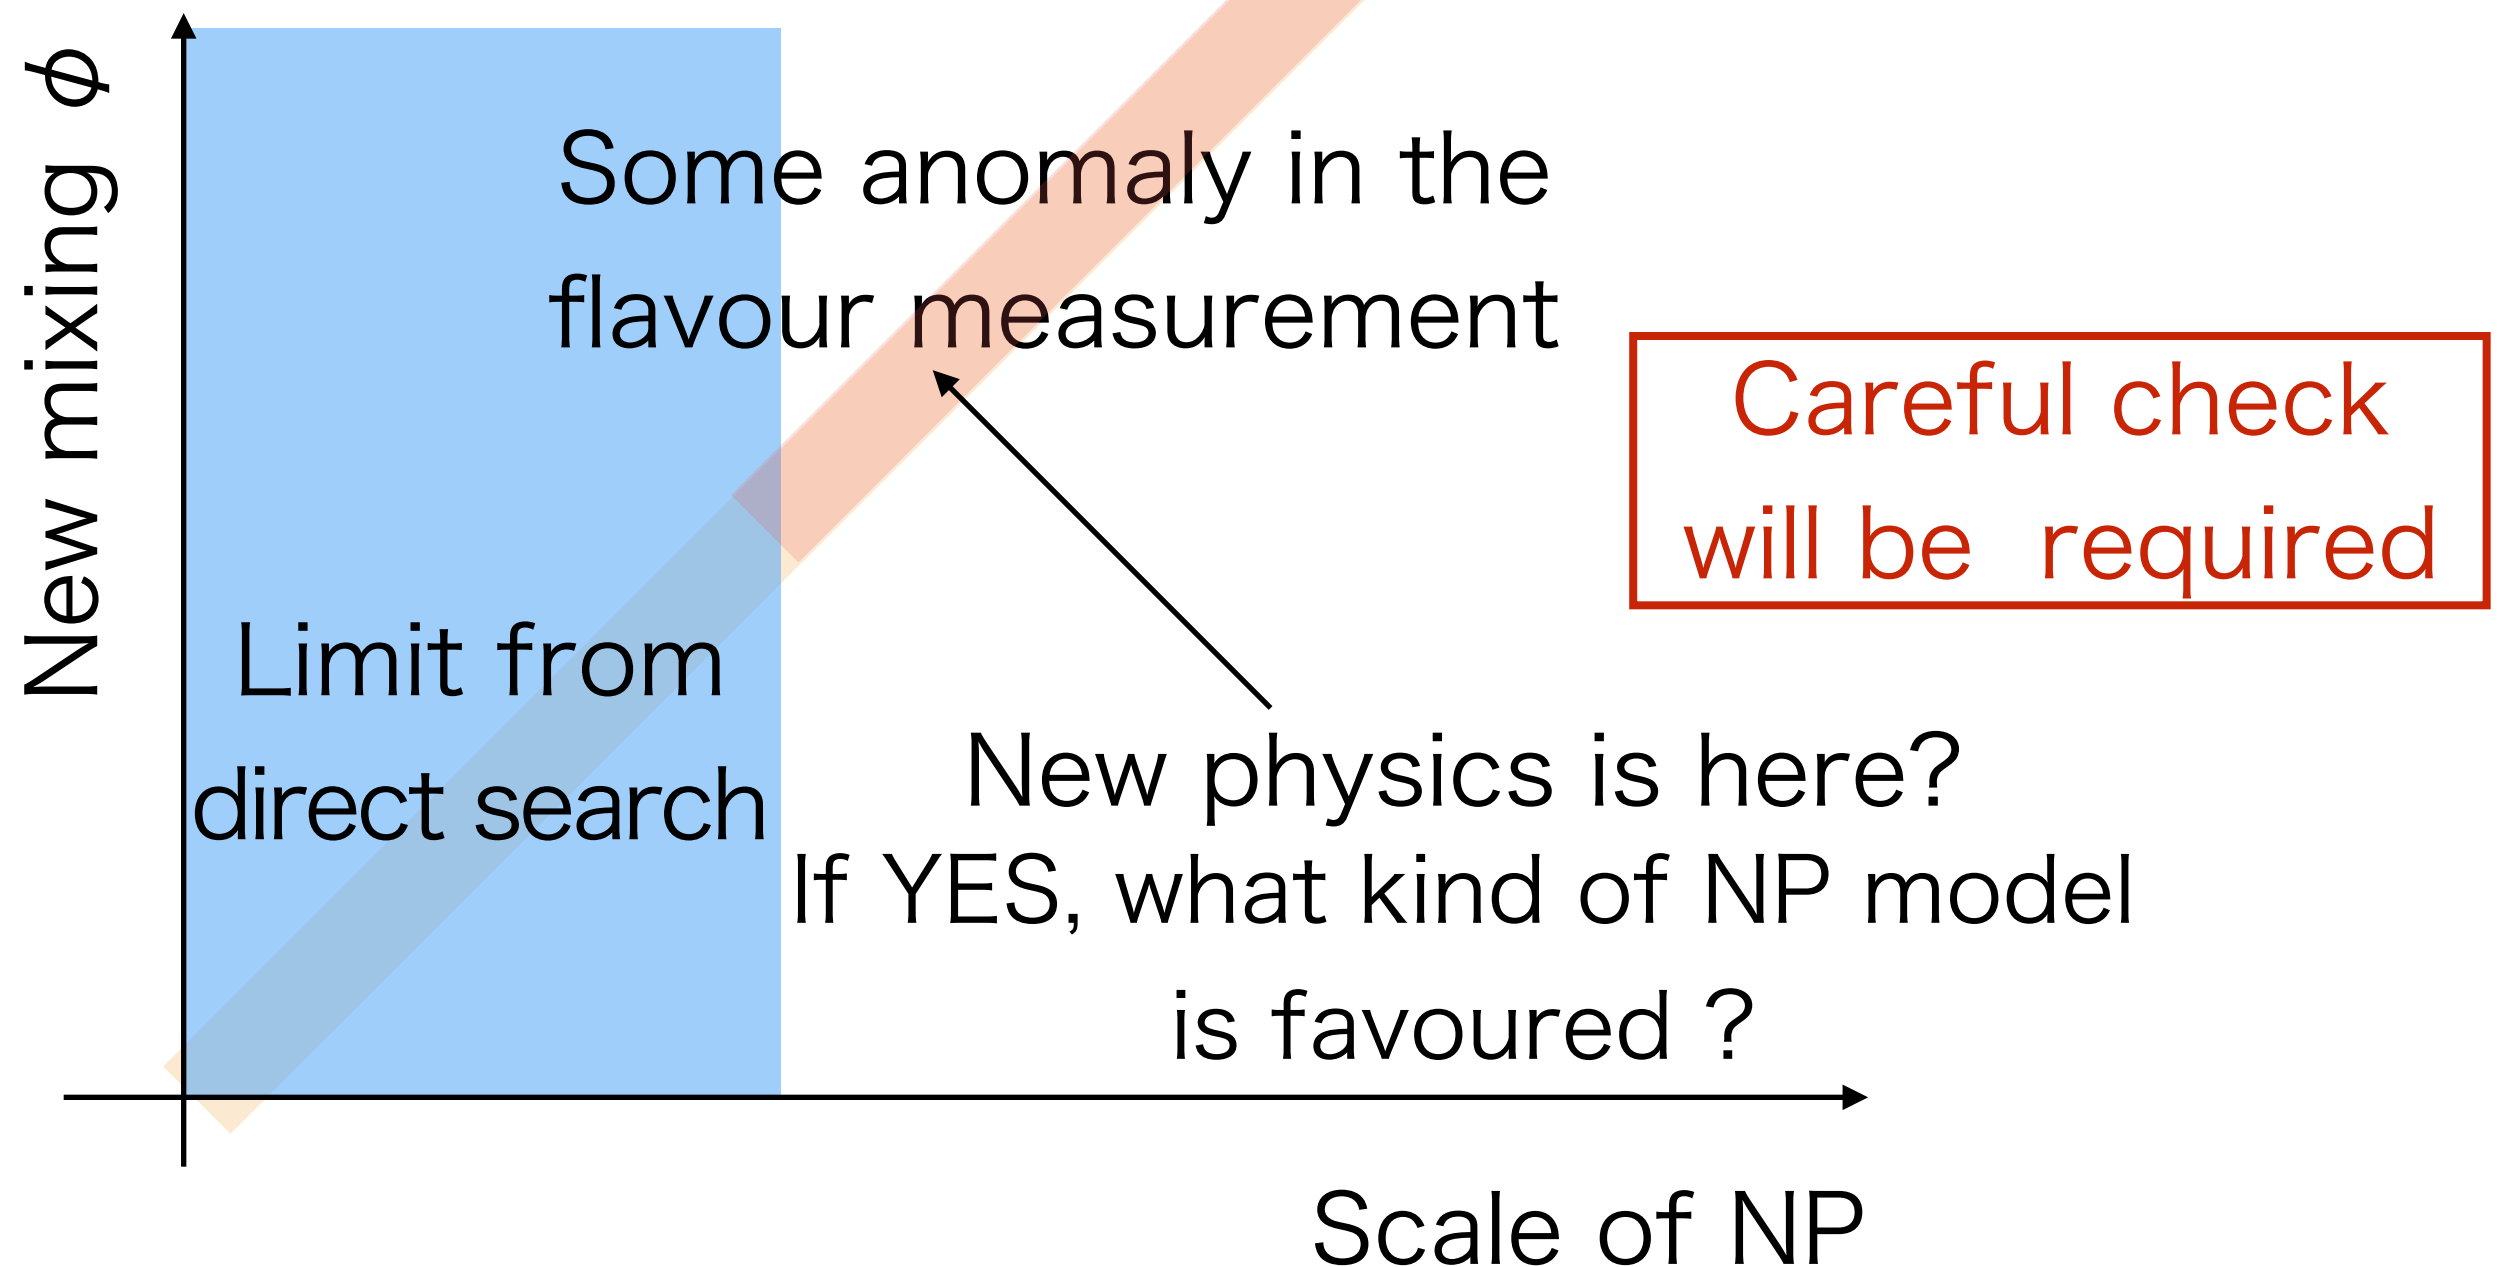 New mixing ϕ
Some anomaly in the
flavour measurement
Careful check
will be required
Limit from
direct search
New physics is here?
If YES, what kind of NP model
is favoured ?
Scale of NP